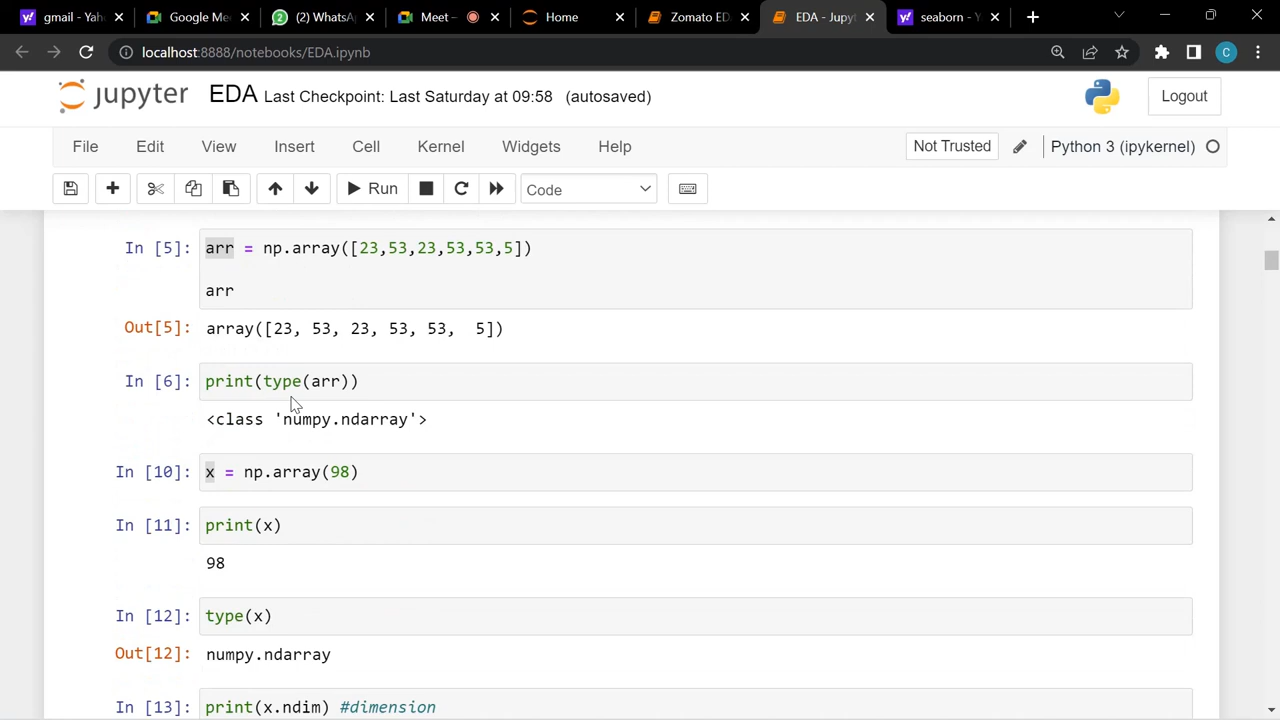 gmail - Yah
Google Me
(2) WhatsA
Meet –
Home
Zomato ED
EDA - Jupy
seaborn - Y
localhost:8888/notebooks/EDA.ipynb
C
jupyter EDA Last Checkpoint: Last Saturday at 09:58 (autosaved)
Logout
File Edit View Insert Cell Kernel Widgets Help
Not Trusted
Python 3 (ipykernel)
Run
Code
In [5]: arr = np.array([23,53,23,53,53,5])
arr
Out[5]: array([23, 53, 23, 53, 53,  5])
In [6]: print(type(arr))
<class 'numpy.ndarray'>
In [10]: x = np.array(98)
In [11]: print(x)
98
In [12]: type(x)
Out[12]: numpy.ndarray
In [13]: print(x.ndim) #dimension